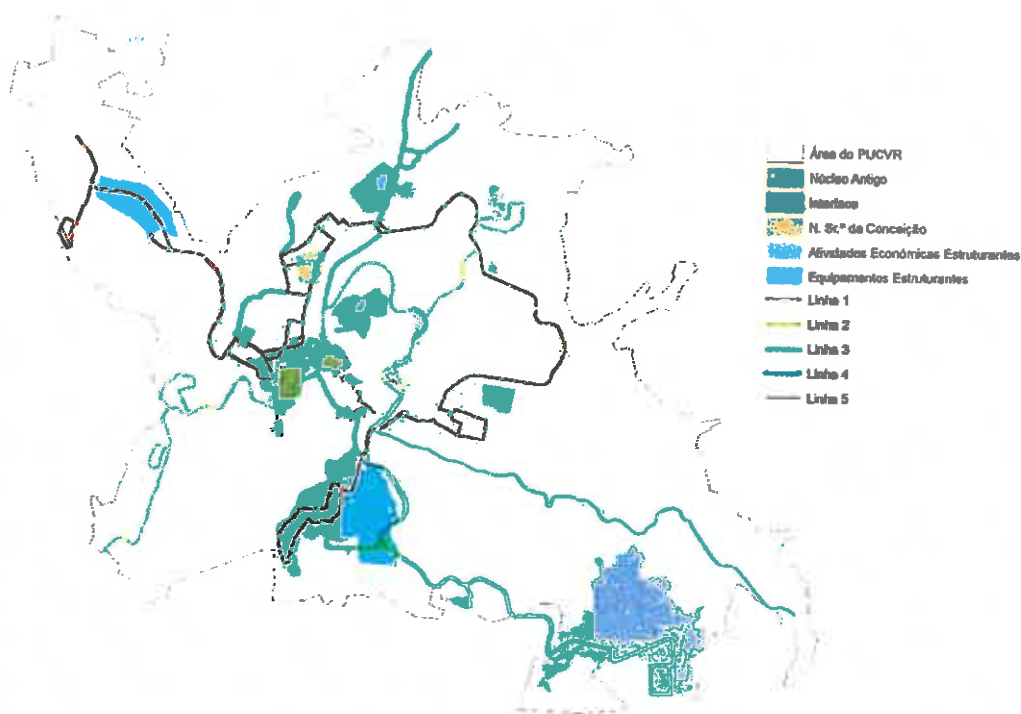 Área do PUCVR
Núcleo Antigo
Interface
N. Sr.ª da Conceição
Atividades Económicas Estruturantes
Equipamentos Estruturantes
Linha 1
Linha 2
Linha 3
Linha 4
Linha 5